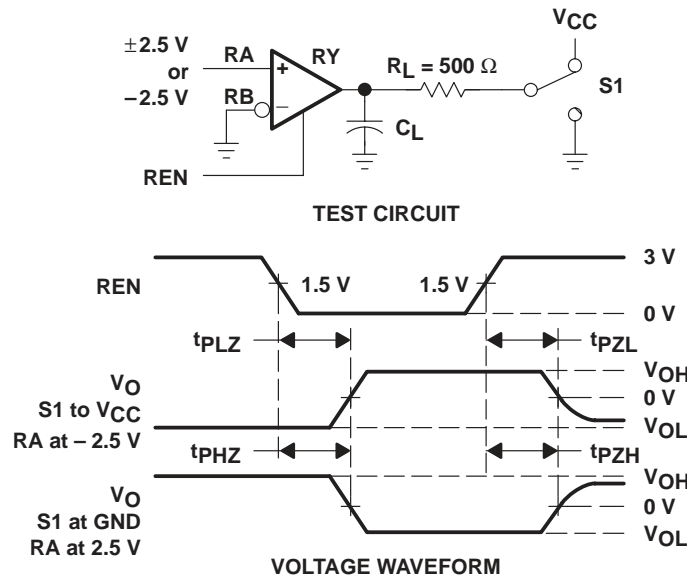 VCC
±2.5 V
or
−2.5 V
RA
RB
RY
+
−
RL = 500 Ω
S1
CL
REN
TEST CIRCUIT
REN
1.5 V
1.5 V
3 V
0 V
tPLZ
tPZL
VO
S1 to VCC
RA at − 2.5 V
VOH
0 V
VOL
tPHZ
tPZH
VO
S1 at GND
RA at 2.5 V
VOH
0 V
VOL
VOLTAGE WAVEFORM